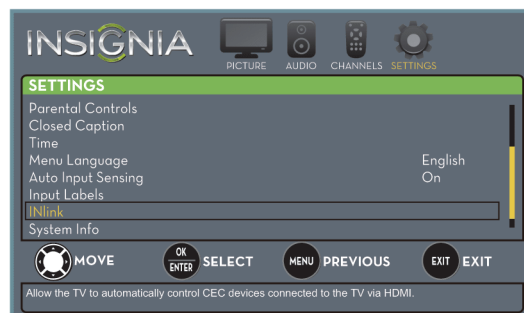 INSIGNIA
PICTURE AUDIO CHANNELS SETTINGS
SETTINGS
Parental Controls
Closed Caption
Time
Menu Language English
Auto Input Sensing On
Input Labels
INlink
System Info
MOVE OK ENTER SELECT MENU PREVIOUS EXIT EXIT
Allow the TV to automatically control CEC devices connected to the TV via HDMI.